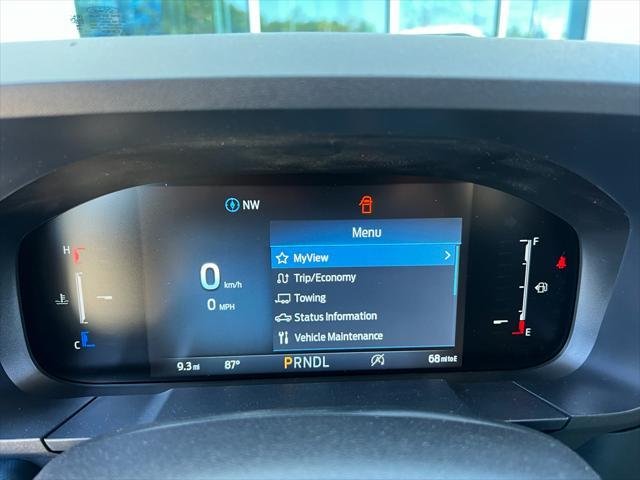 NW
Menu
H
MyView
F
0 km/h
Trip/Economy
0 MPH
Towing
Status Information
C
Vehicle Maintenance
E
9.3 mi 87° PRNDL 68 mi to E